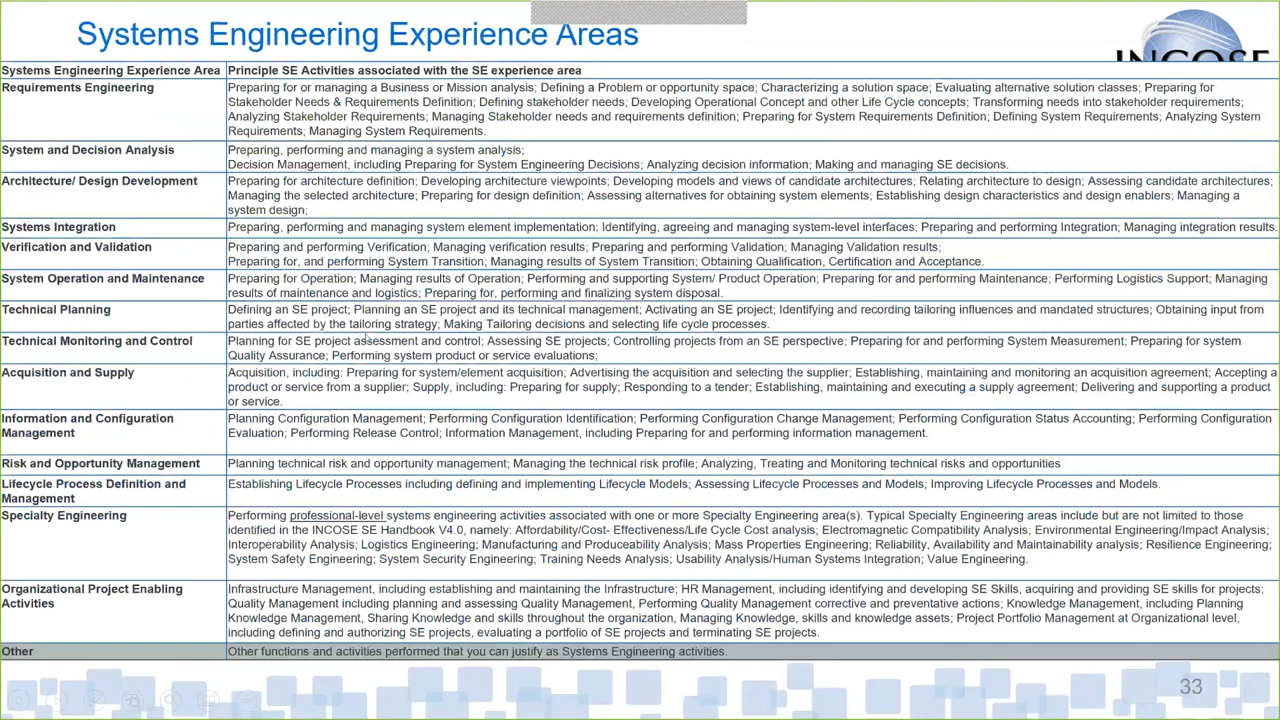 Systems Engineering Experience Areas
INCOSE
Systems Engineering Experience Area
Principle SE Activities associated with the SE experience area
Requirements Engineering
Preparing for or managing a Business or Mission analysis; Defining a Problem or opportunity space; Characterizing a solution space; Evaluating alternative solution classes; Preparing for
Stakeholder Needs & Requirements Definition; Defining stakeholder needs; Developing Operational Concept and other Life Cycle concepts; Transforming needs into stakeholder requirements;
Analyzing Stakeholder Requirements; Managing Stakeholder needs and requirements definition; Preparing for System Requirements Definition; Defining System Requirements; Analyzing System
Requirements; Managing System Requirements.
System and Decision Analysis
Preparing, performing and managing a system analysis;
Decision Management, including Preparing for System Engineering Decisions; Analyzing decision information; Making and managing SE decisions.
Architecture/ Design Development
Preparing for architecture definition; Developing architecture viewpoints; Developing models and views of candidate architectures; Relating architecture to design; Assessing candidate architectures;
Managing the selected architecture; Preparing for design definition; Assessing alternatives for obtaining system elements; Establishing design characteristics and design enablers; Managing a
system design;
Systems Integration
Preparing, performing and managing system element implementation; Identifying, agreeing and managing system-level interfaces; Preparing and performing Integration; Managing integration results.
Verification and Validation
Preparing and performing Verification; Managing verification results; Preparing and performing Validation; Managing Validation results;
Preparing for, and performing System Transition; Managing results of System Transition; Obtaining Qualification, Certification and Acceptance.
System Operation and Maintenance
Preparing for Operation; Managing results of Operation; Performing and supporting System/ Product Operation; Preparing for and performing Maintenance; Performing Logistics Support; Managing
results of maintenance and logistics; Preparing for, performing and finalizing system disposal.
Technical Planning
Defining an SE project; Planning an SE project and its technical management; Activating an SE project; Identifying and recording tailoring influences and mandated structures; Obtaining input from
parties affected by the tailoring strategy; Making Tailoring decisions and selecting life cycle processes.
Technical Monitoring and Control
Planning for SE project assessment and control; Assessing SE projects; Controlling projects from an SE perspective; Preparing for and performing System Measurement; Preparing for system
Quality Assurance; Performing system product or service evaluations;
Acquisition and Supply
Acquisition, including: Preparing for system/element acquisition; Advertising the acquisition and selecting the supplier; Establishing, maintaining and monitoring an acquisition agreement; Accepting a
product or service from a supplier; Supply, including: Preparing for supply; Responding to a tender; Establishing, maintaining and executing a supply agreement; Delivering and supporting a product
or service.
Information and Configuration
Management
Planning Configuration Management; Performing Configuration Identification; Performing Configuration Change Management; Performing Configuration Status Accounting; Performing Configuration
Evaluation; Performing Release Control; Information Management, including Preparing for and performing information management.
Risk and Opportunity Management
Planning technical risk and opportunity management; Managing the technical risk profile; Analyzing, Treating and Monitoring technical risks and opportunities
Lifecycle Process Definition and
Management
Establishing Lifecycle Processes including defining and implementing Lifecycle Models; Assessing Lifecycle Processes and Models; Improving Lifecycle Processes and Models.
Specialty Engineering
Performing professional-level systems engineering activities associated with one or more Specialty Engineering area(s). Typical Specialty Engineering areas include but are not limited to those
identified in the INCOSE SE Handbook V4.0, namely: Affordability/Cost- Effectiveness/Life Cycle Cost analysis; Electromagnetic Compatibility Analysis; Environmental Engineering/Impact Analysis;
Interoperability Analysis; Logistics Engineering; Manufacturing and Produceability Analysis; Mass Properties Engineering; Reliability, Availability and Maintainability analysis; Resilience Engineering;
System Safety Engineering; System Security Engineering; Training Needs Analysis; Usability Analysis/Human Systems Integration; Value Engineering.
Organizational Project Enabling
Activities
Infrastructure Management, including establishing and maintaining the Infrastructure; HR Management, including identifying and developing SE Skills, acquiring and providing SE skills for projects;
Quality Management including planning and assessing Quality Management, Performing Quality Management corrective and preventative actions; Knowledge Management, including Planning
Knowledge Management, Sharing Knowledge and skills throughout the organization, Managing Knowledge, skills and knowledge assets; Project Portfolio Management at Organizational level,
including defining and authorizing SE projects, evaluating a portfolio of SE projects and terminating SE projects.
Other
Other functions and activities performed that you can justify as Systems Engineering activities.
33